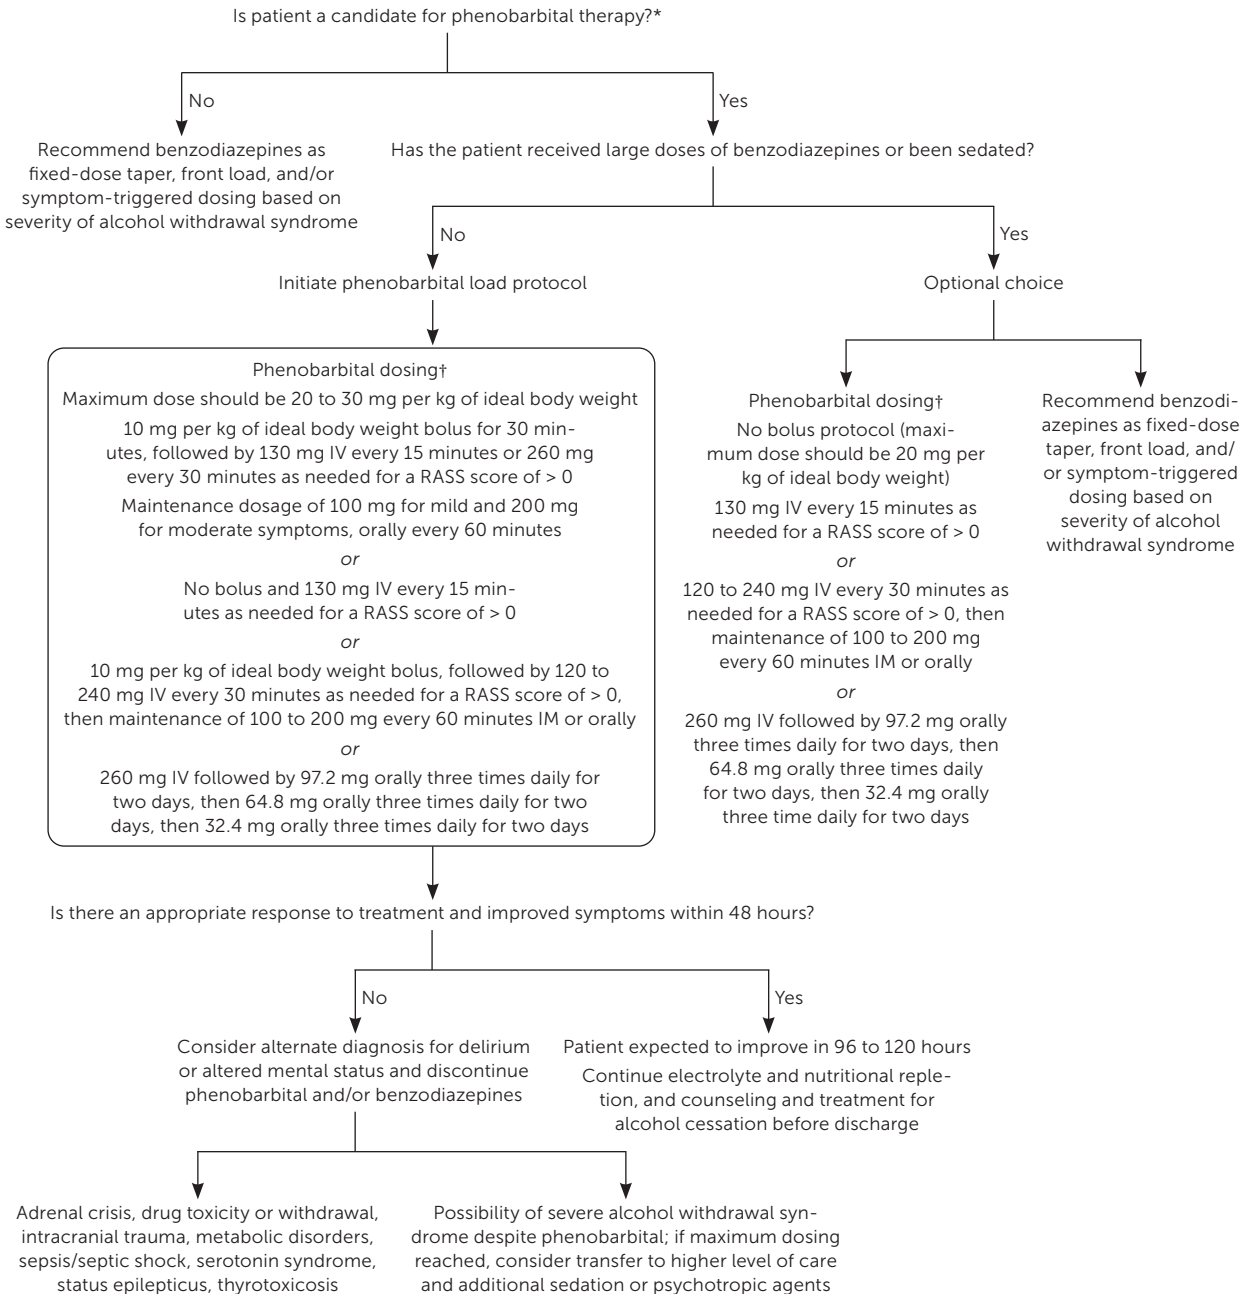 Is patient a candidate for phenobarbital therapy?*
No
Yes
Recommend benzodiazepines as
fixed-dose taper, front load, and/or
symptom-triggered dosing based on
severity of alcohol withdrawal syndrome
Has the patient received large doses of benzodiazepines or been sedated?
No
Yes
Initiate phenobarbital load protocol
Optional choice
Phenobarbital dosing†
Maximum dose should be 20 to 30 mg per kg of ideal body weight
10 mg per kg of ideal body weight bolus for 30 min-
utes, followed by 130 mg IV every 15 minutes or 260 mg
every 30 minutes as needed for a RASS score of > 0
Maintenance dosage of 100 mg for mild and 200 mg
for moderate symptoms, orally every 60 minutes
or
No bolus and 130 mg IV every 15 min-
utes as needed for a RASS score of > 0
or
10 mg per kg of ideal body weight bolus, followed by 120 to
240 mg IV every 30 minutes as needed for a RASS score of > 0,
then maintenance of 100 to 200 mg every 60 minutes IM or orally
or
260 mg IV followed by 97.2 mg orally three times daily for
two days, then 64.8 mg orally three times daily for two
days, then 32.4 mg orally three times daily for two days
Phenobarbital dosing†
No bolus protocol (maxi-
mum dose should be 20 mg per
kg of ideal body weight)
130 mg IV every 15 minutes as
needed for a RASS score of > 0
or
120 to 240 mg IV every 30 minutes as
needed for a RASS score of > 0, then
maintenance of 100 to 200 mg
every 60 minutes IM or orally
or
260 mg IV followed by 97.2 mg orally
three times daily for two days, then
64.8 mg orally three times daily
for two days, then 32.4 mg orally
three time daily for two days
Recommend benzodi-
azepines as fixed-dose
taper, front load, and/
or symptom-triggered
dosing based on
severity of alcohol
withdrawal syndrome
Is there an appropriate response to treatment and improved symptoms within 48 hours?
No
Yes
Consider alternate diagnosis for delirium
or altered mental status and discontinue
phenobarbital and/or benzodiazepines
Patient expected to improve in 96 to 120 hours
Continue electrolyte and nutritional reple-
tion, and counseling and treatment for
alcohol cessation before discharge
Adrenal crisis, drug toxicity or withdrawal,
intracranial trauma, metabolic disorders,
sepsis/septic shock, serotonin syndrome,
status epilepticus, thyrotoxicosis
Possibility of severe alcohol withdrawal syn-
drome despite phenobarbital; if maximum dosing
reached, consider transfer to higher level of care
and additional sedation or psychotropic agents